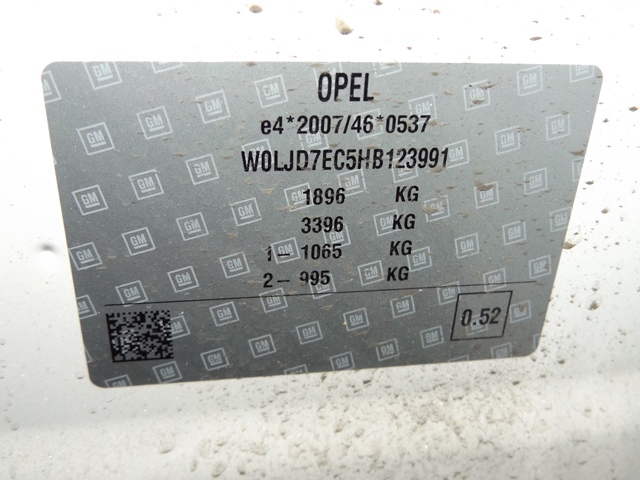 OPEL
e4*2007/46*0537
W0LJD7EC5HB123991
1896 KG
3396 KG
1- 1065 KG
2- 995 KG
0.52